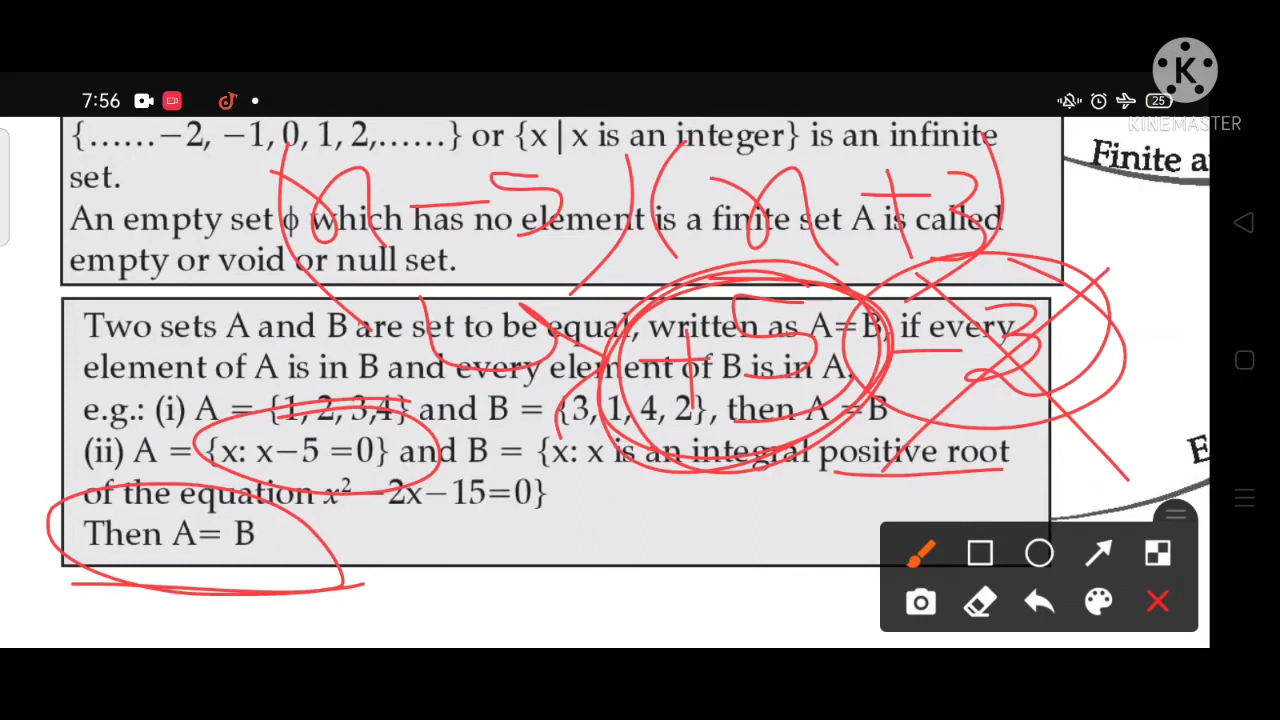 7:56
25
KINEMASTER
{......−2, −1, 0, 1, 2,......} or {x | x is an integer} is an infinite
set.
An empty set ϕ which has no element is a finite set A is called
empty or void or null set.
Finite a
(x − 5) (x + 3)
+5 −3
Two sets A and B are set to be equal, written as A=B, if every
element of A is in B and every element of B is in A.
e.g.: (i) A = {1, 2, 3,4} and B = {3, 1, 4, 2}, then A =B
(ii) A = {x: x−5 =0} and B = {x: x is an integral positive root
of the equation x² −2x−15=0}
Then A= B
E